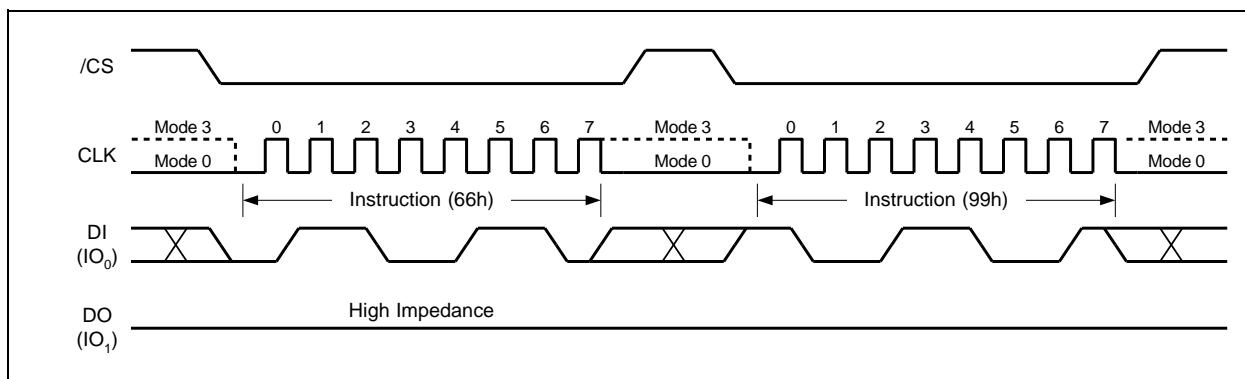 /CS
Mode 3 0 1 2 3 4 5 6 7 Mode 3 0 1 2 3 4 5 6 7 Mode 3
CLK Mode 0 Mode 0 Mode 0
Instruction (66h) Instruction (99h)
DI
(IO₀)
DO High Impedance
(IO₁)